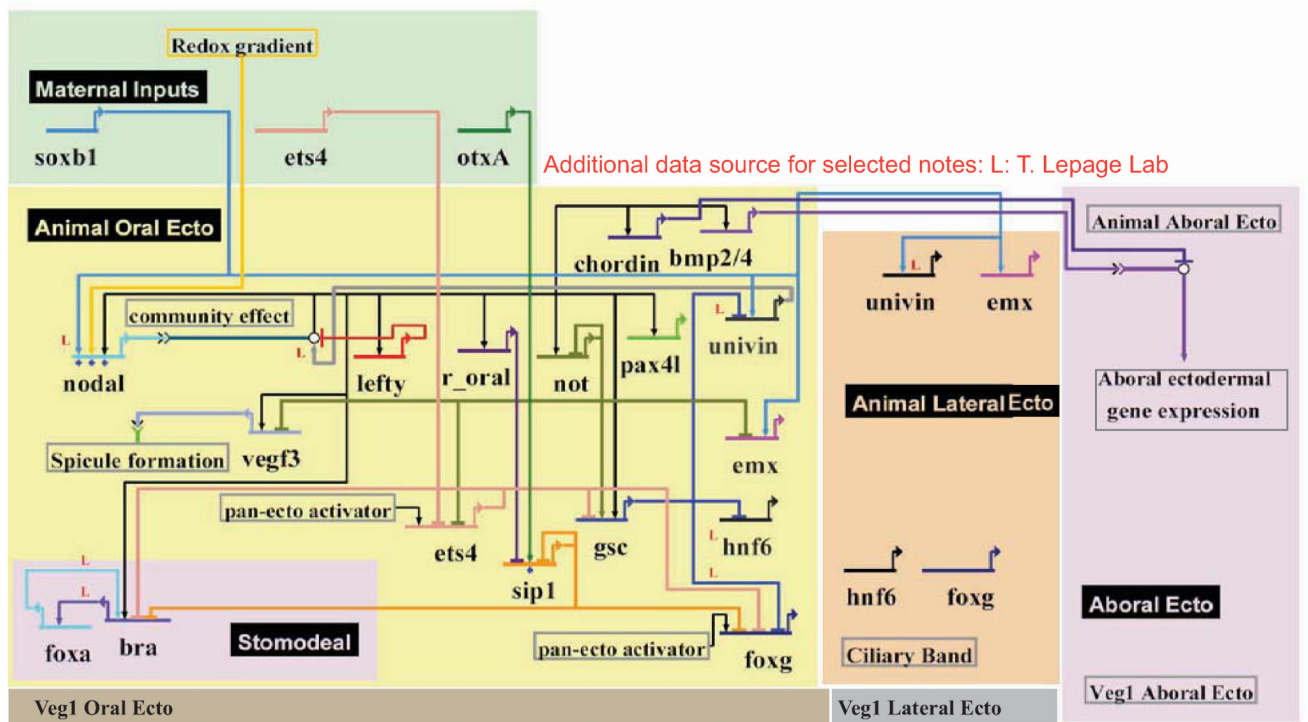 Redox gradient
Maternal Inputs
soxb1
ets4
otxA
Additional data source for selected notes: L: T. Lepage Lab
Animal Oral Ecto
chordin
bmp2/4
Animal Aboral Ecto
L
univin
emx
community effect
L
L
L
nodal
lefty
r_oral
not
pax4l
univin
Aboral ectodermal
gene expression
Animal Lateral Ecto
Spicule formation
vegf3
emx
pan-ecto activator
ets4
gsc
L
hnf6
L
L
L
sip1
hnf6
foxg
Aboral Ecto
foxa
bra
Stomodeal
pan-ecto activator
foxg
Ciliary Band
Veg1 Aboral Ecto
Veg1 Oral Ecto
Veg1 Lateral Ecto